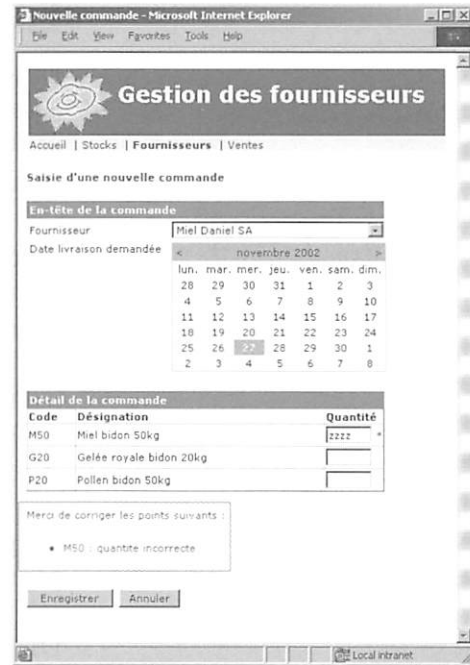 Nouvelle commande - Microsoft Internet Explorer
File Edit View Favorites Tools Help
Gestion des fournisseurs
Accueil | Stocks | Fournisseurs | Ventes
Saisie d'une nouvelle commande
En-tête de la commande
Fournisseur Miel Daniel SA
Date livraison demandée < novembre 2002 >
lun. mar. mer. jeu. ven. sam. dim.
28 29 30 31 1 2 3
4 5 6 7 8 9 10
11 12 13 14 15 16 17
18 19 20 21 22 23 24
25 26 27 28 29 30 1
2 3 4 5 6 7 8
Détail de la commande
Code Désignation Quantité
M50 Miel bidon 50kg zzzz *
G20 Gelée royale bidon 20kg
P20 Pollen bidon 50kg
Merci de corriger les points suivants :
• M50 : quantite incorrecte
Enregistrer Annuler
Local intranet